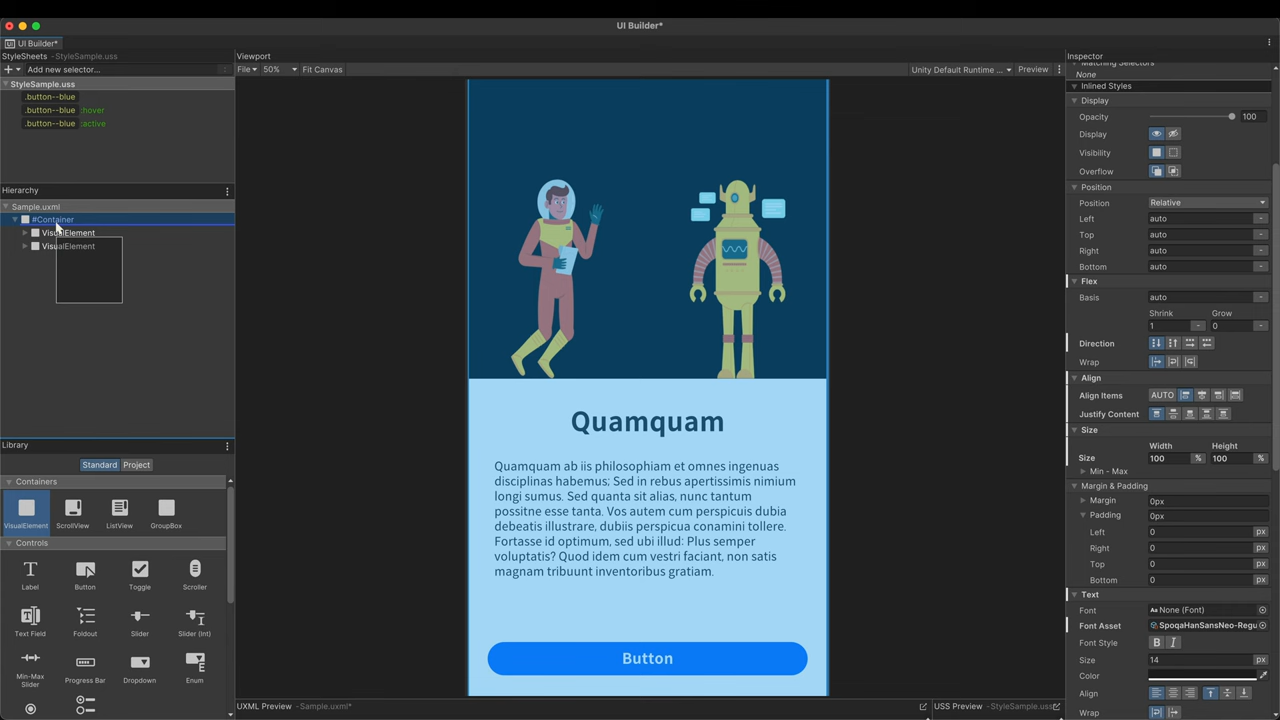 UI Builder*
UI Builder*
StyleSheets - StyleSample.uss
Add new selector...
StyleSample.uss
.button--blue
.button--blue :hover
.button--blue :active
Hierarchy
Sample.uxml
#Container
VisualElement
VisualElement
Library
Standard Project
Containers
VisualElement ScrollView ListView GroupBox
Controls
Label Button Toggle Scroller
Text Field Foldout Slider Slider (Int)
Min-Max Slider Progress Bar Dropdown Enum
Viewport
File 50% Fit Canvas
Unity Default Runtime ... Preview
Quamquam
Quamquam ab iis philosophiam et omnes ingenuas
disciplinas habemus; Sed in rebus apertissimis nimium
longi sumus. Sed quanta sit alias, nunc tantum
possitne esse tanta. Vos autem cum perspicuis dubia
debeatis illustrare, dubiis perspicua conamini tollere.
Fortasse id optimum, sed ubi illud: Plus semper
voluptatis? Quod idem cum vestri faciant, non satis
magnam tribuunt inventoribus gratiam.
Button
UXML Preview - Sample.uxml*
USS Preview - StyleSample.uss
Inspector
Matching Selectors
None
Inlined Styles
Display
Opacity 100
Display
Visibility
Overflow
Position
Position Relative
Left auto
Top auto
Right auto
Bottom auto
Flex
Basis auto
Shrink Grow
1 0
Direction
Wrap
Align
Align Items AUTO
Justify Content
Size
Width Height
Size 100 % 100 %
Min - Max
Margin & Padding
Margin 0px
Padding 0px
Left 0 px
Right 0 px
Top 0 px
Bottom 0 px
Text
Font Aa None (Font)
Font Asset SpoqaHanSansNeo-Regu
Font Style B I
Size 14 px
Color
Align
Wrap